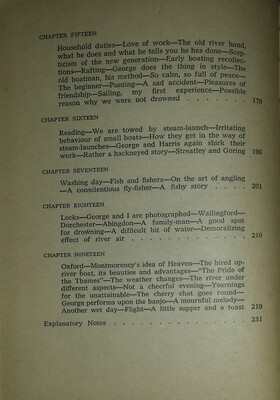 CHAPTER FIFTEEN
Household duties—Love of work—The old river hand,
what he does and what he tells you he has done—Scep-
ticism of the new generation—Early boating recollec-
tions—Rafting—George does the thing in style—The
old boatman, his method—So calm, so full of peace—
The beginner—Punting—A sad accident—Pleasures of
friendship—Sailing, my first experience—Possible
reason why we were not drowned . . . . . . . 179
CHAPTER SIXTEEN
Reading—We are towed by steam-launch—Irritating
behaviour of small boats—How they get in the way of
steam-launches—George and Harris again shirk their
work—Rather a hackneyed story—Streatley and Goring 196
CHAPTER SEVENTEEN
Washing day—Fish and fishers—On the art of angling
—A conscientious fly-fisher—A fishy story . . . . . 201
CHAPTER EIGHTEEN
Locks—George and I are photographed—Wallingford—
Dorchester—Abingdon—A family-man—A good spot
for drowning—A difficult bit of water—Demoralizing
effect of river air . . . . . . . . . . . . 210
CHAPTER NINETEEN
Oxford—Montmorency's idea of Heaven—The hired up-
river boat, its beauties and advantages—"The Pride of
the Thames"—The weather changes—The river under
different aspects—Not a cheerful evening—Yearnings
for the unattainable—The cherry chat goes round—
George performs upon the banjo—A mournful melody—
Another wet day—Flight—A little supper and a toast 219
Explanatory Notes . . . . . . . . . . . . . . 231